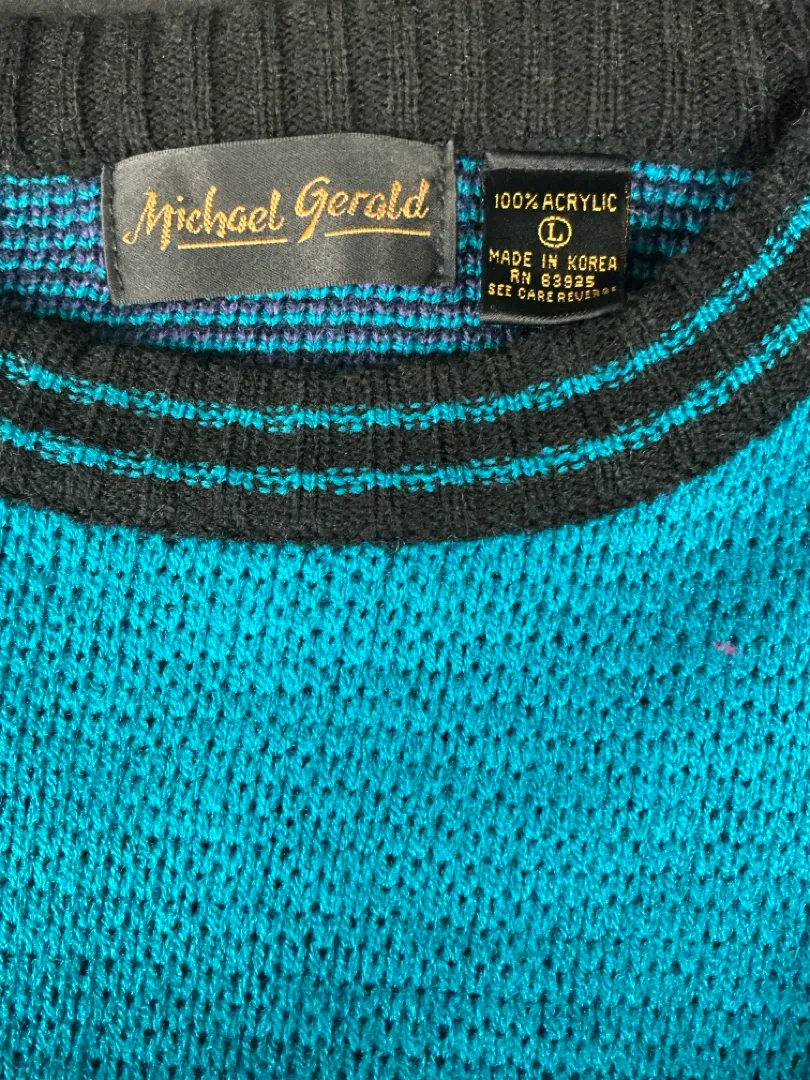 Michael Gerald
100% ACRYLIC
L
MADE IN KOREA
RN 63925
SEE CARE REVERSE